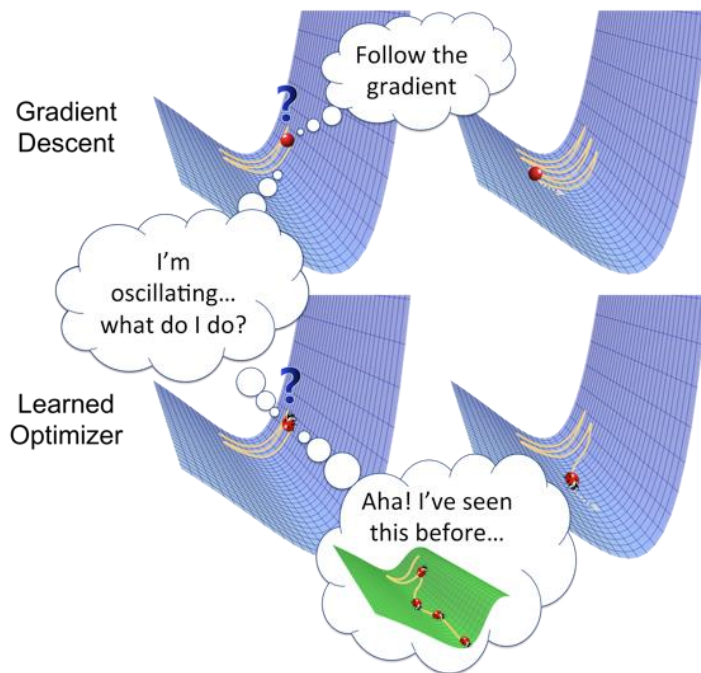 Follow the
gradient
?
Gradient
Descent
I'm
oscillating...
what do I do?
?
Learned
Optimizer
Aha! I've seen
this before...